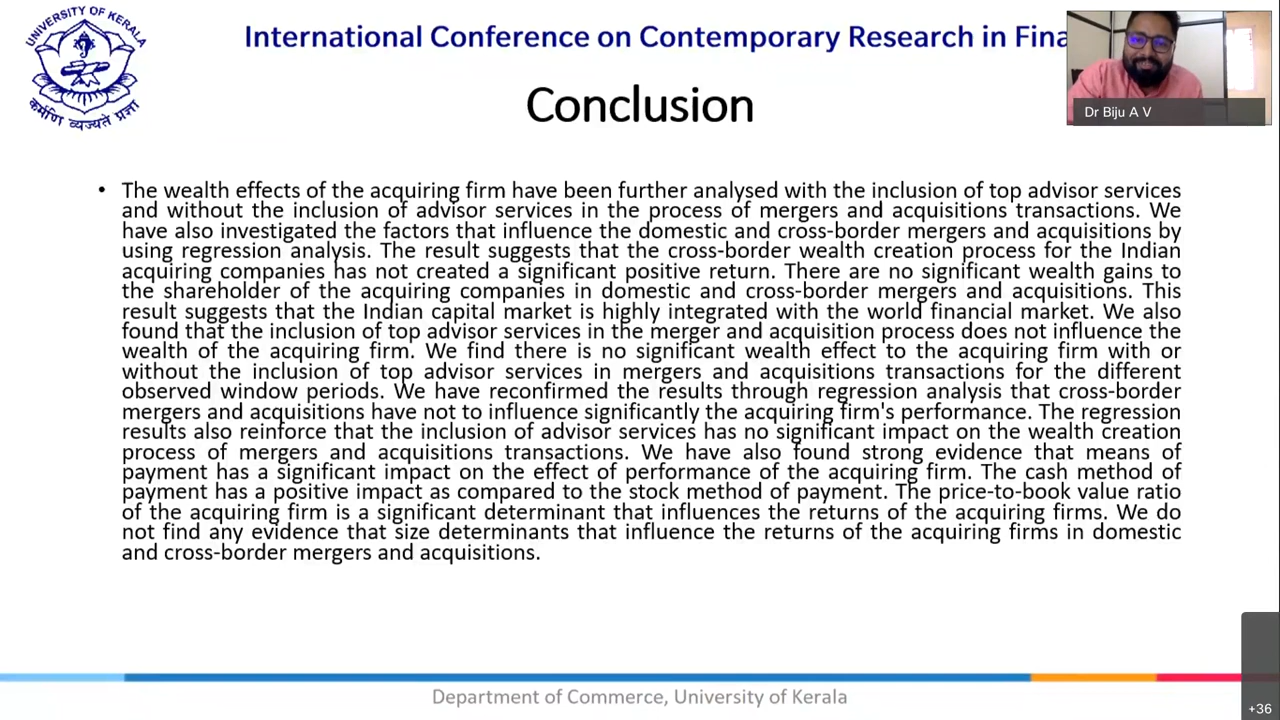 UNIVERSITY OF KERALA
कर्मणि व्यज्यते प्रज्ञा
International Conference on Contemporary Research in Fina
Dr Biju A V
Conclusion
• The wealth effects of the acquiring firm have been further analysed with the inclusion of top advisor services
and without the inclusion of advisor services in the process of mergers and acquisitions transactions. We
have also investigated the factors that influence the domestic and cross-border mergers and acquisitions by
using regression analysis. The result suggests that the cross-border wealth creation process for the Indian
acquiring companies has not created a significant positive return. There are no significant wealth gains to
the shareholder of the acquiring companies in domestic and cross-border mergers and acquisitions. This
result suggests that the Indian capital market is highly integrated with the world financial market. We also
found that the inclusion of top advisor services in the merger and acquisition process does not influence the
wealth of the acquiring firm. We find there is no significant wealth effect to the acquiring firm with or
without the inclusion of top advisor services in mergers and acquisitions transactions for the different
observed window periods. We have reconfirmed the results through regression analysis that cross-border
mergers and acquisitions have not to influence significantly the acquiring firm's performance. The regression
results also reinforce that the inclusion of advisor services has no significant impact on the wealth creation
process of mergers and acquisitions transactions. We have also found strong evidence that means of
payment has a significant impact on the effect of performance of the acquiring firm. The cash method of
payment has a positive impact as compared to the stock method of payment. The price-to-book value ratio
of the acquiring firm is a significant determinant that influences the returns of the acquiring firms. We do
not find any evidence that size determinants that influence the returns of the acquiring firms in domestic
and cross-border mergers and acquisitions.
Department of Commerce, University of Kerala
+36